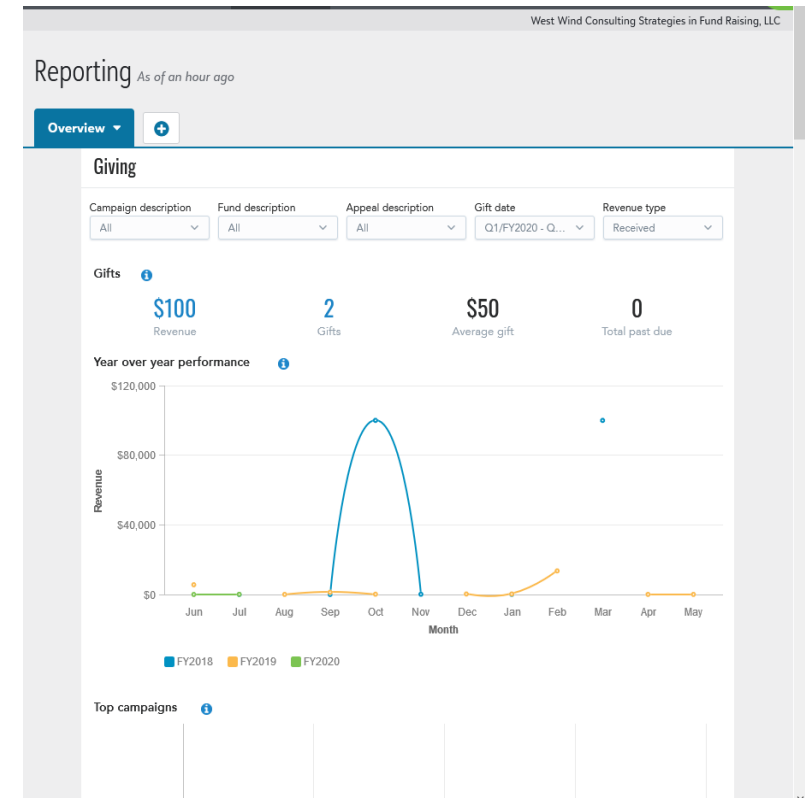 West Wind Consulting Strategies in Fund Raising, LLC
Reporting As of an hour ago
Overview
Giving
Campaign description Fund description Appeal description Gift date Revenue type
All All All Q1/FY2020 - Q... Received
Gifts
$100 2 $50 0
Revenue Gifts Average gift Total past due
Year over year performance
$120,000
$80,000
$40,000
$0
Revenue
Jun Jul Aug Sep Oct Nov Dec Jan Feb Mar Apr May
Month
FY2018 FY2019 FY2020
Top campaigns